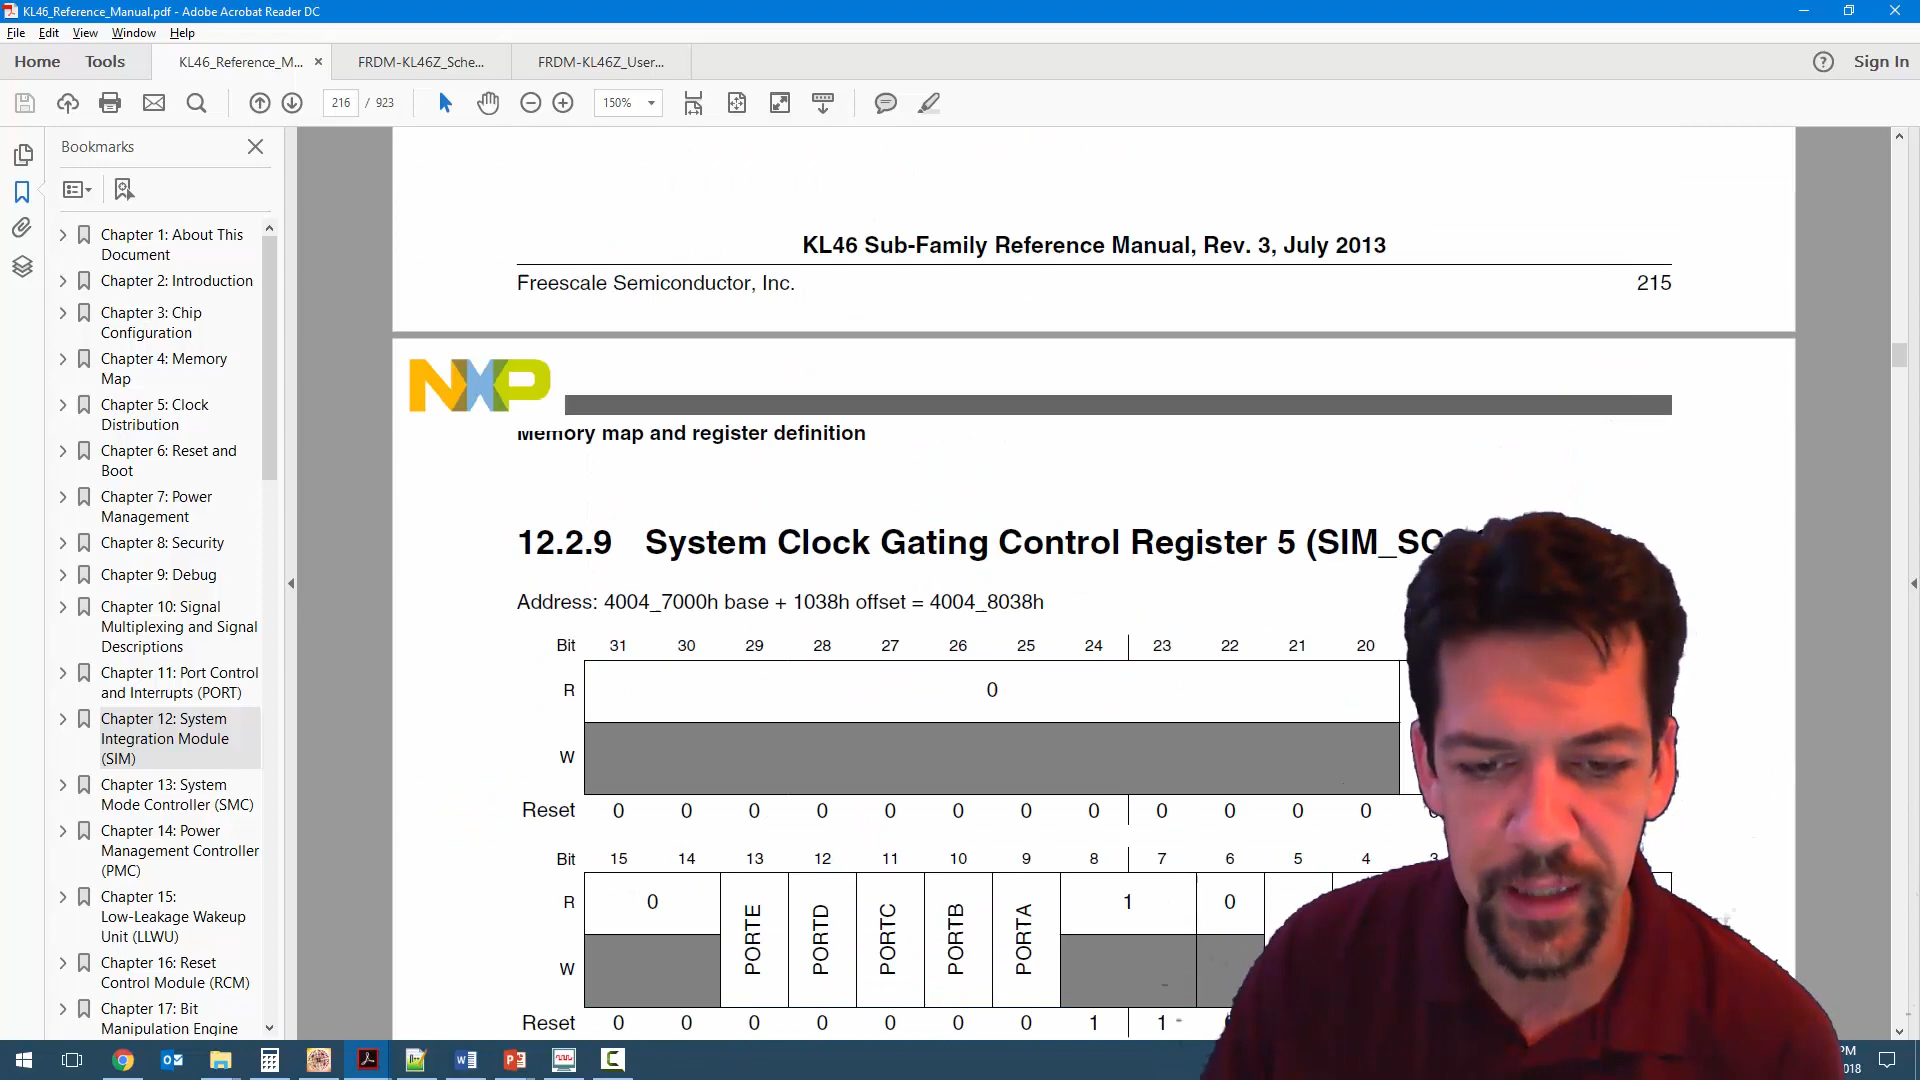 KL46_Reference_Manual.pdf - Adobe Acrobat Reader DC
File Edit View Window Help
Home Tools KL46_Reference_M... × FRDM-KL46Z_Sche... FRDM-KL46Z_User... ? Sign In
216 / 923 150%
Bookmarks
Chapter 1: About This
Document
Chapter 2: Introduction
Chapter 3: Chip
Configuration
Chapter 4: Memory
Map
Chapter 5: Clock
Distribution
Chapter 6: Reset and
Boot
Chapter 7: Power
Management
Chapter 8: Security
Chapter 9: Debug
Chapter 10: Signal
Multiplexing and Signal
Descriptions
Chapter 11: Port Control
and Interrupts (PORT)
Chapter 12: System
Integration Module
(SIM)
Chapter 13: System
Mode Controller (SMC)
Chapter 14: Power
Management Controller
(PMC)
Chapter 15:
Low-Leakage Wakeup
Unit (LLWU)
Chapter 16: Reset
Control Module (RCM)
Chapter 17: Bit
Manipulation Engine
KL46 Sub-Family Reference Manual, Rev. 3, July 2013
Freescale Semiconductor, Inc. 215
NXP
Memory map and register definition
12.2.9 System Clock Gating Control Register 5 (SIM_SC
Address: 4004_7000h base + 1038h offset = 4004_8038h
Bit 31 30 29 28 27 26 25 24 23 22 21 20
R 0
W
Reset 0 0 0 0 0 0 0 0 0 0 0 0
Bit 15 14 13 12 11 10 9 8 7 6 5 4 3
R 0 PORTE PORTD PORTC PORTB PORTA 1 0
W
Reset 0 0 0 0 0 0 0 1 1
PM
018